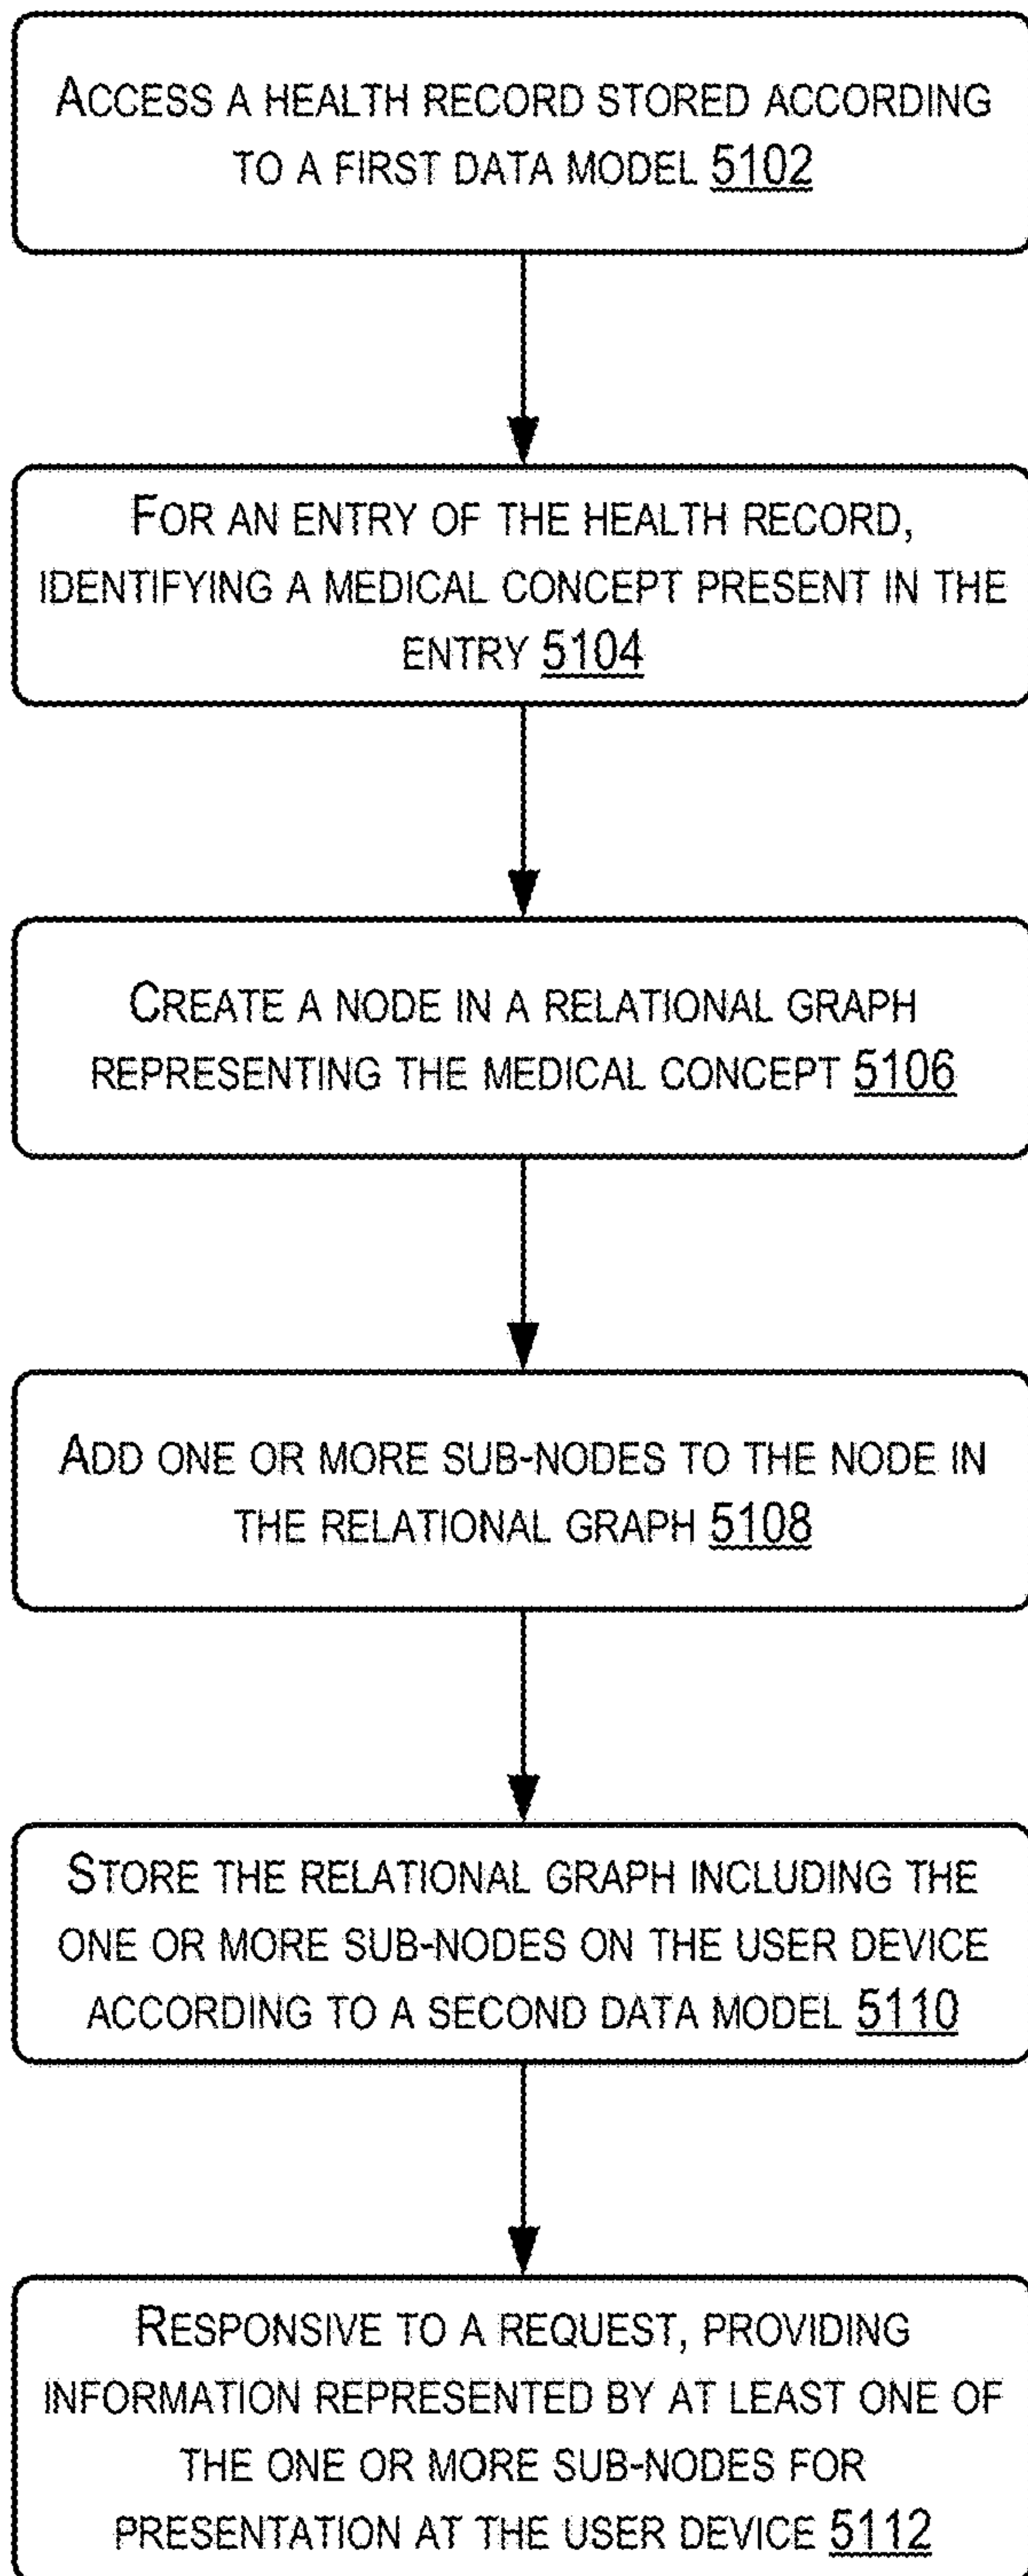 ACCESS A HEALTH RECORD STORED ACCORDING
TO A FIRST DATA MODEL 5102
FOR AN ENTRY OF THE HEALTH RECORD,
IDENTIFYING A MEDICAL CONCEPT PRESENT IN THE
ENTRY 5104
CREATE A NODE IN A RELATIONAL GRAPH
REPRESENTING THE MEDICAL CONCEPT 5106
ADD ONE OR MORE SUB-NODES TO THE NODE IN
THE RELATIONAL GRAPH 5108
STORE THE RELATIONAL GRAPH INCLUDING THE
ONE OR MORE SUB-NODES ON THE USER DEVICE
ACCORDING TO A SECOND DATA MODEL 5110
RESPONSIVE TO A REQUEST, PROVIDING
INFORMATION REPRESENTED BY AT LEAST ONE OF
THE ONE OR MORE SUB-NODES FOR
PRESENTATION AT THE USER DEVICE 5112